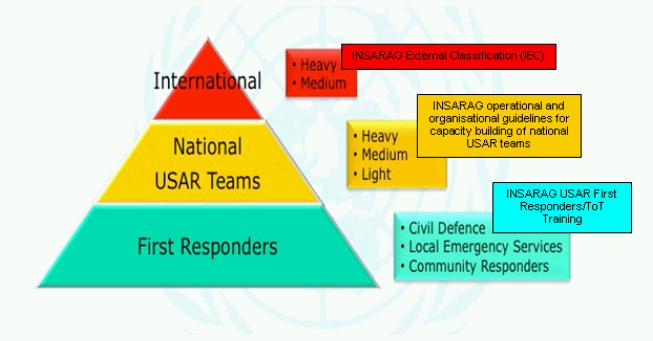 International
• Heavy
• Medium
INSARAG External Classification (IEC)
National
USAR Teams
• Heavy
• Medium
• Light
INSARAG operational and
organisational guidelines for
capacity building of national
USAR teams
First Responders
• Civil Defence
• Local Emergency Services
• Community Responders
INSARAG USAR First
Responders/ToT
Training